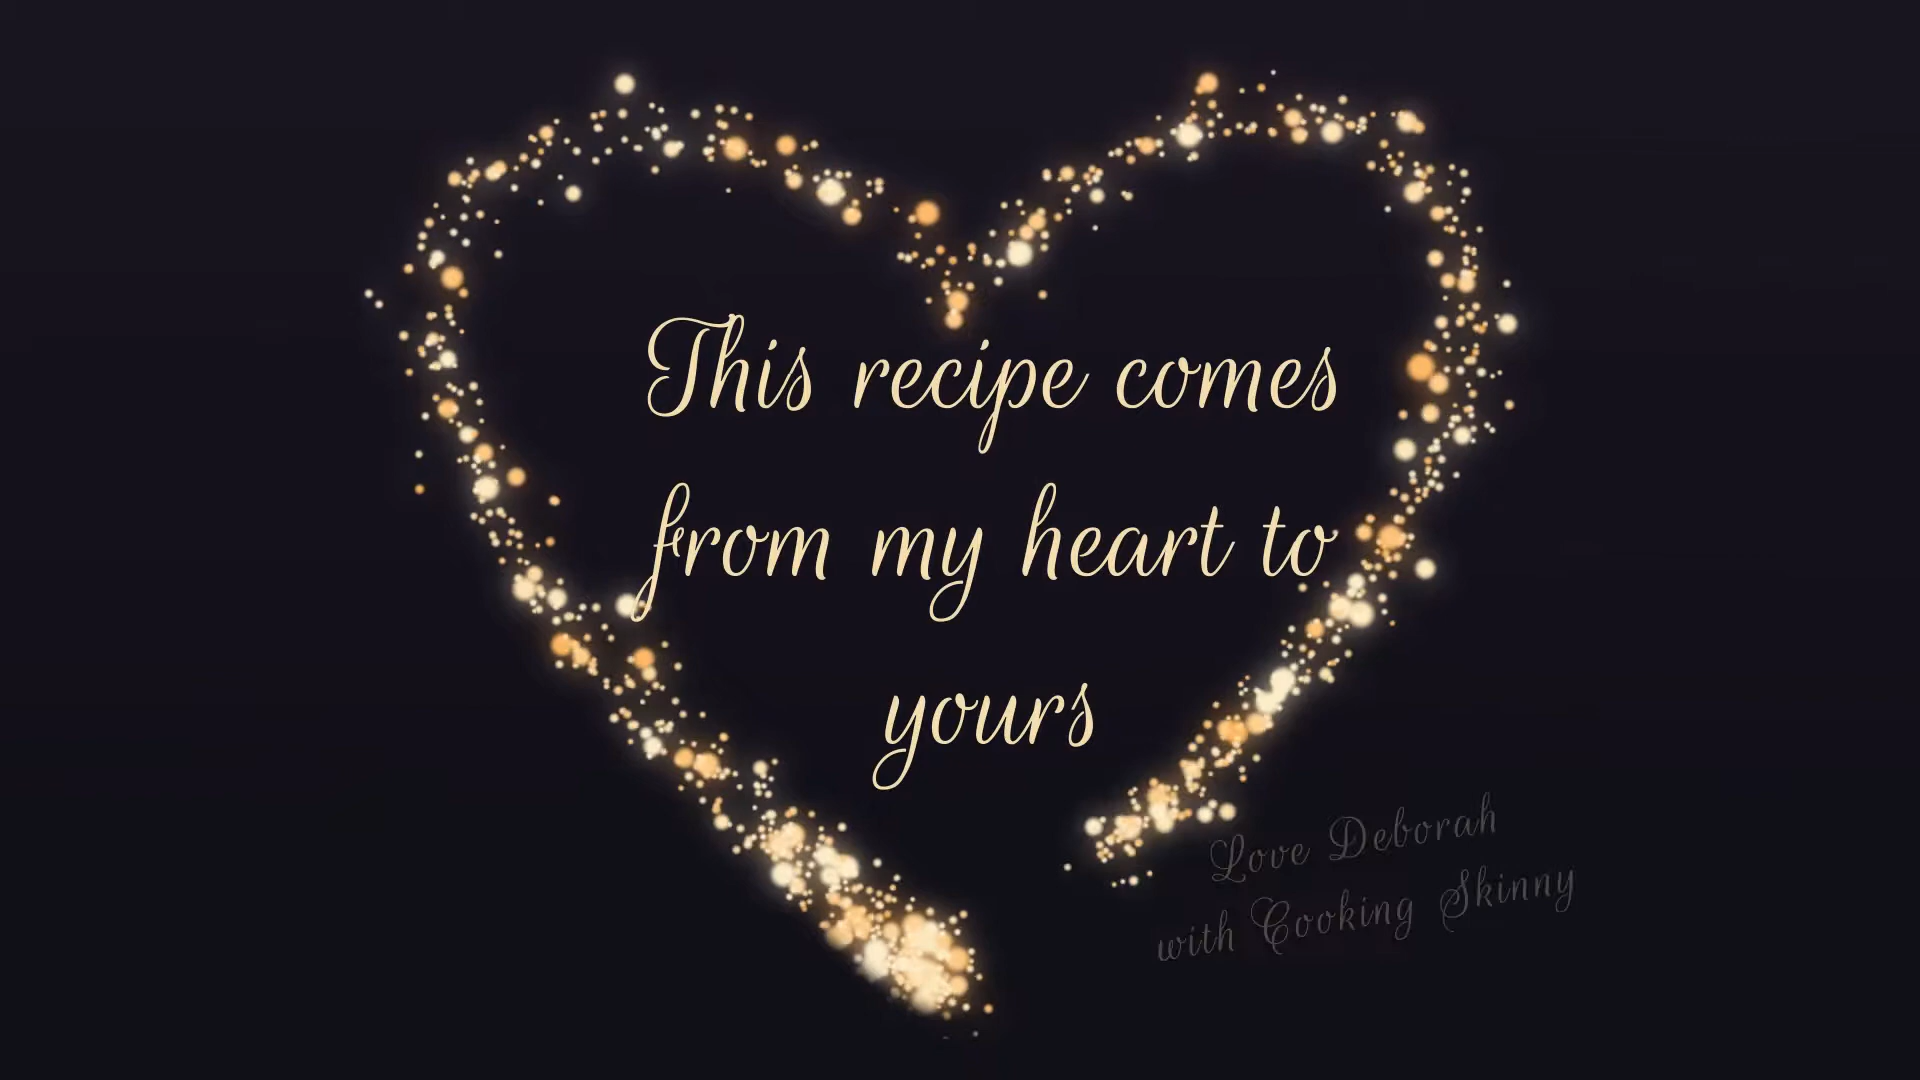 This recipe comes
from my heart to
yours
Love Deborah
with Cooking Skinny